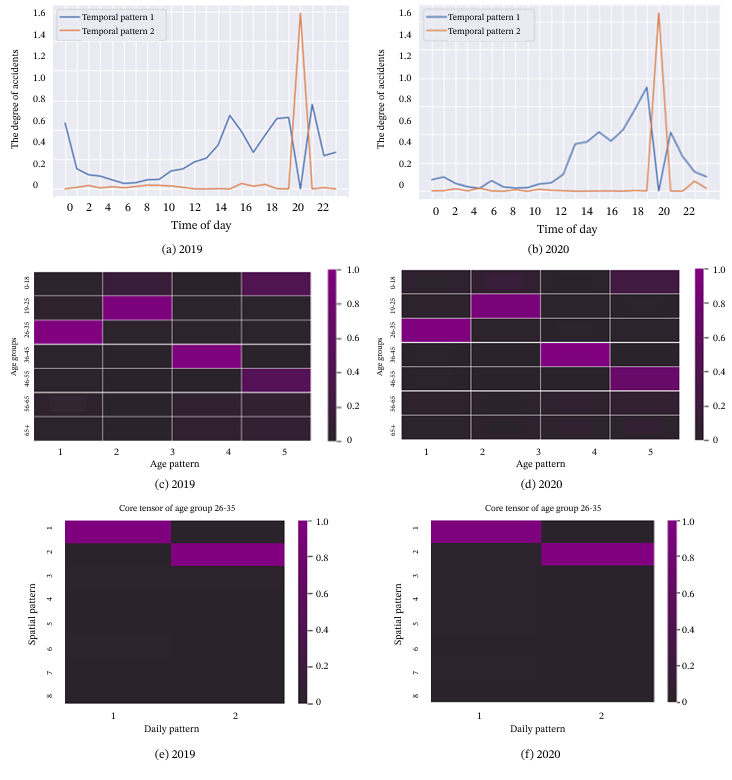 1.6
1.4
1.2
1.0
0.8
0.6
0.4
0.2
0
The degree of accidents
Temporal pattern 1
Temporal pattern 2
0 2 4 6 8 10 12 14 16 18 20 22
Time of day
(a) 2019
1.6
1.4
1.2
1.0
0.8
0.6
0.4
0.2
0
The degree of accidents
Temporal pattern 1
Temporal pattern 2
0 2 4 6 8 10 12 14 16 18 20 22
Time of day
(b) 2020
Age groups
0-18
19-25
26-35
36-45
46-55
56-65
65+
1 2 3 4 5
Age pattern
1.0
0.8
0.6
0.4
0.2
0
(c) 2019
Age groups
0-18
19-25
26-35
36-45
46-55
56-65
65+
1 2 3 4 5
Age pattern
1.0
0.8
0.6
0.4
0.2
0
(d) 2020
Core tensor of age group 26-35
Spatial pattern
1
2
3
4
5
6
7
8
1 2
Daily pattern
1.0
0.8
0.6
0.4
0.2
0
(e) 2019
Core tensor of age group 26-35
Spatial pattern
1
2
3
4
5
6
7
8
1 2
Daily pattern
1.0
0.8
0.6
0.4
0.2
0
(f) 2020